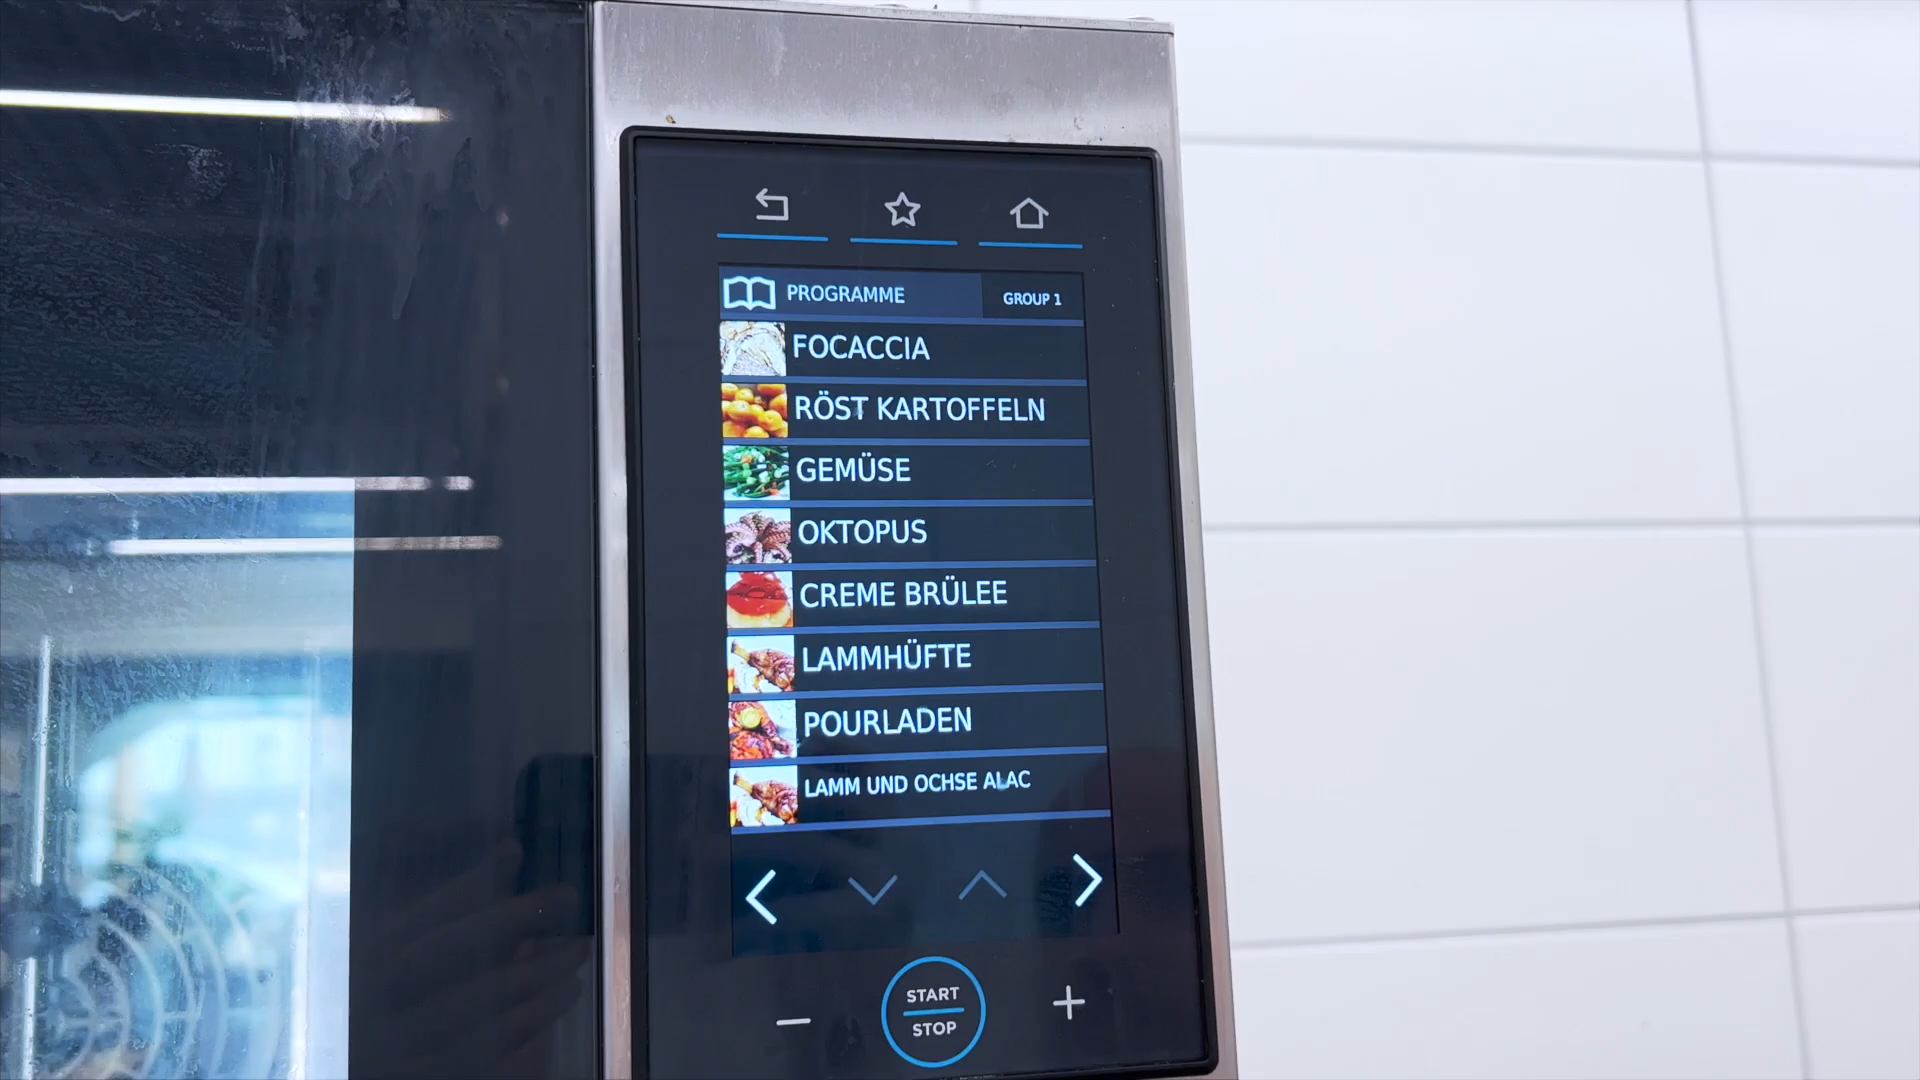 PROGRAMME GROUP 1
FOCACCIA
RÖST KARTOFFELN
GEMÜSE
OKTOPUS
CREME BRÜLEE
LAMMHÜFTE
POURLADEN
LAMM UND OCHSE ALAC
START
STOP